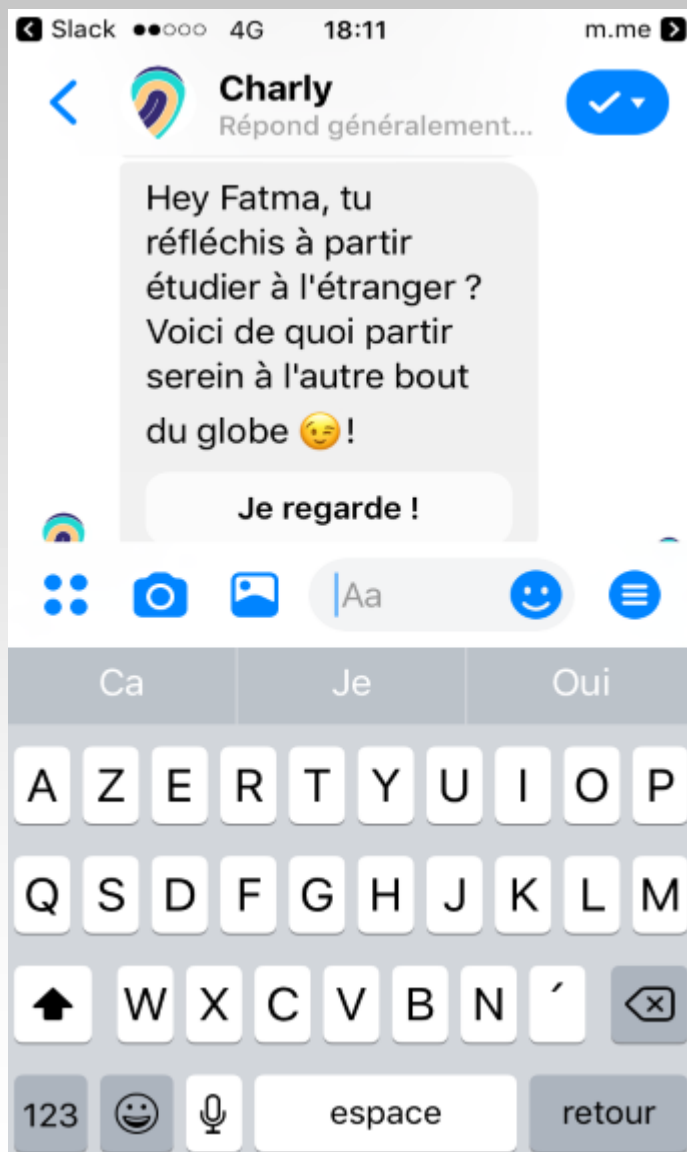 Slack 4G 18:11 m.me
Charly
Répond généralement...
Hey Fatma, tu
réfléchis à partir
étudier à l'étranger ?
Voici de quoi partir
serein à l'autre bout
du globe 😉 !
Je regarde !
Aa
Ca Je Oui
A Z E R T Y U I O P
Q S D F G H J K L M
W X C V B N ´
123 espace retour